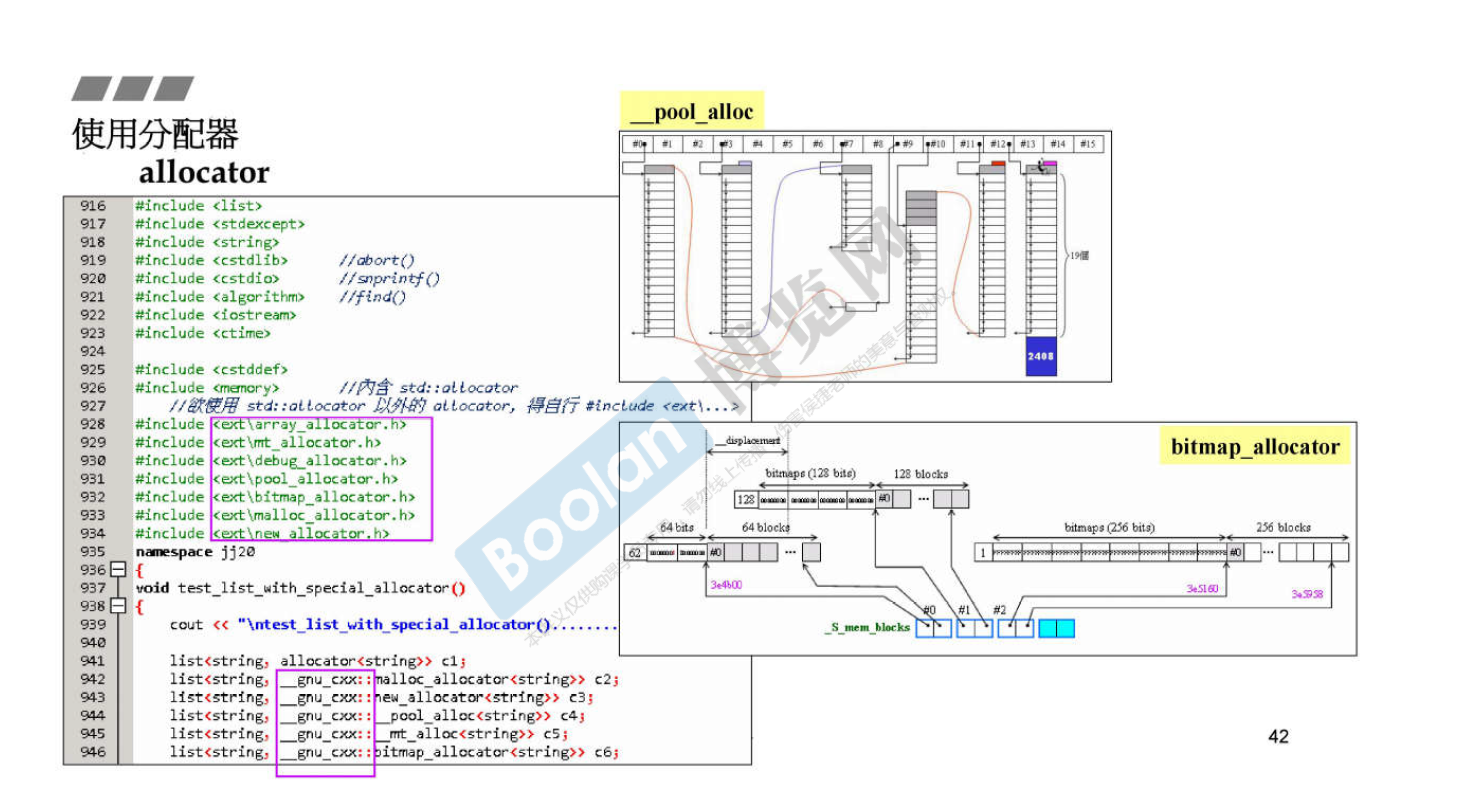 使用分配器
allocator
916 #include <list>
917 #include <stdexcept>
918 #include <string>
919 #include <cstdlib> //abort()
920 #include <cstdio> //snprintf()
921 #include <algorithm> //find()
922 #include <iostream>
923 #include <ctime>
924
925 #include <cstddef>
926 #include <memory> //內含 std::allocator
927 //欲使用 std::allocator 以外的 allocator, 得自行 #include <ext\...>
928 #include <ext\array_allocator.h>
929 #include <ext\mt_allocator.h>
930 #include <ext\debug_allocator.h>
931 #include <ext\pool_allocator.h>
932 #include <ext\bitmap_allocator.h>
933 #include <ext\malloc_allocator.h>
934 #include <ext\new_allocator.h>
935 namespace jj20
936 {
937 void test_list_with_special_allocator()
938 {
939 cout << "\ntest_list_with_special_allocator()........
940
941 list<string, allocator<string>> c1;
942 list<string, __gnu_cxx::malloc_allocator<string>> c2;
943 list<string, __gnu_cxx::new_allocator<string>> c3;
944 list<string, __gnu_cxx::__pool_alloc<string>> c4;
945 list<string, __gnu_cxx::__mt_alloc<string>> c5;
946 list<string, __gnu_cxx::bitmap_allocator<string>> c6;
__pool_alloc
#0 #1 #2 #3 #4 #5 #6 #7 #8 #9 #10 #11 #12 #13 #14 #15
19個
2408
bitmap_allocator
__displacement
bitmaps (128 bits) 128 blocks
128 #0 ...
64 bits 64 blocks bitmaps (256 bits) 256 blocks
62 #0 ... 1 #0 ...
3e4b00 3e5160 3e5958
#0 #1 #2
_S_mem_blocks
Boolan 博览网
42